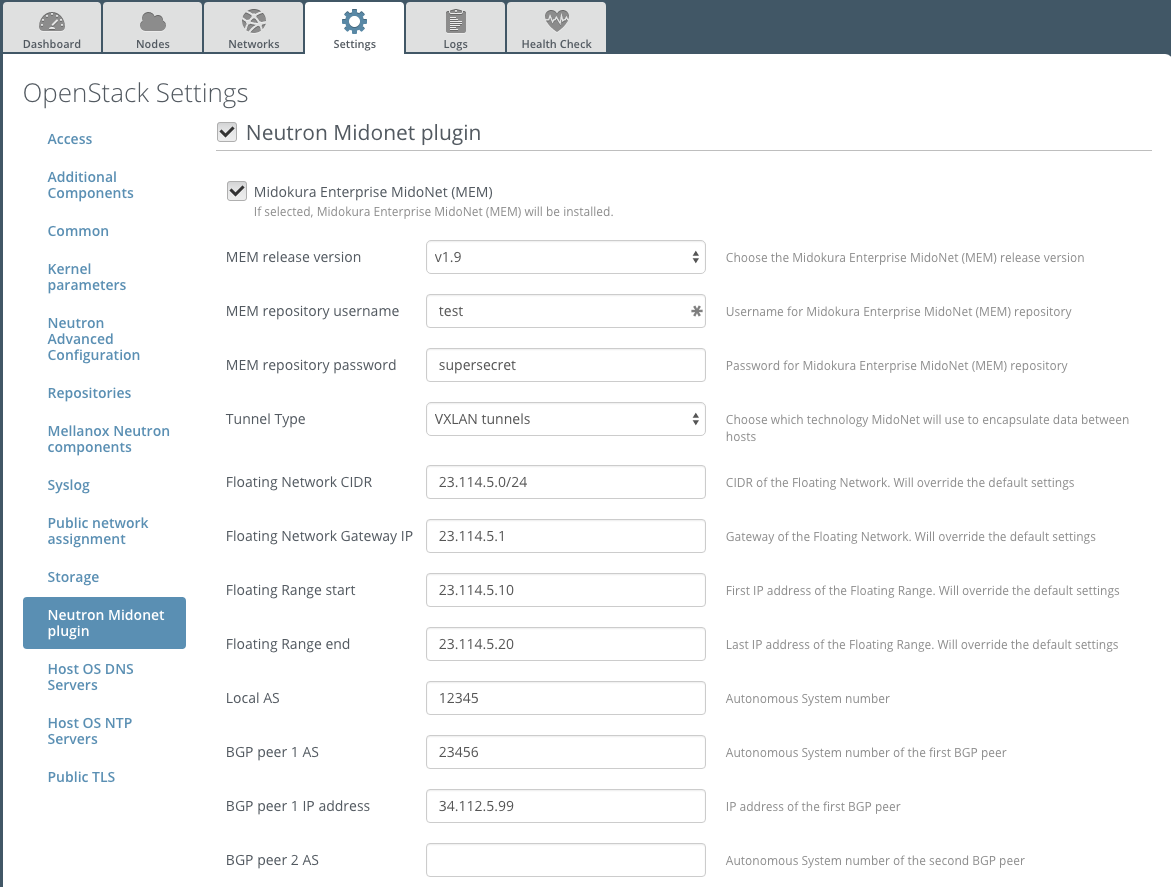 Dashboard
Nodes
Networks
Settings
Logs
Health Check
OpenStack Settings
Access
Additional
Components
Common
Kernel
parameters
Neutron
Advanced
Configuration
Repositories
Mellanox Neutron
components
Syslog
Public network
assignment
Storage
Neutron Midonet
plugin
Host OS DNS
Servers
Host OS NTP
Servers
Public TLS
Neutron Midonet plugin
Midokura Enterprise MidoNet (MEM)
If selected, Midokura Enterprise MidoNet (MEM) will be installed.
MEM release version
v1.9
Choose the Midokura Enterprise MidoNet (MEM) release version
MEM repository username
test
Username for Midokura Enterprise MidoNet (MEM) repository
MEM repository password
supersecret
Password for Midokura Enterprise MidoNet (MEM) repository
Tunnel Type
VXLAN tunnels
Choose which technology MidoNet will use to encapsulate data between
hosts
Floating Network CIDR
23.114.5.0/24
CIDR of the Floating Network. Will override the default settings
Floating Network Gateway IP
23.114.5.1
Gateway of the Floating Network. Will override the default settings
Floating Range start
23.114.5.10
First IP address of the Floating Range. Will override the default settings
Floating Range end
23.114.5.20
Last IP address of the Floating Range. Will override the default settings
Local AS
12345
Autonomous System number
BGP peer 1 AS
23456
Autonomous System number of the first BGP peer
BGP peer 1 IP address
34.112.5.99
IP address of the first BGP peer
BGP peer 2 AS
Autonomous System number of the second BGP peer